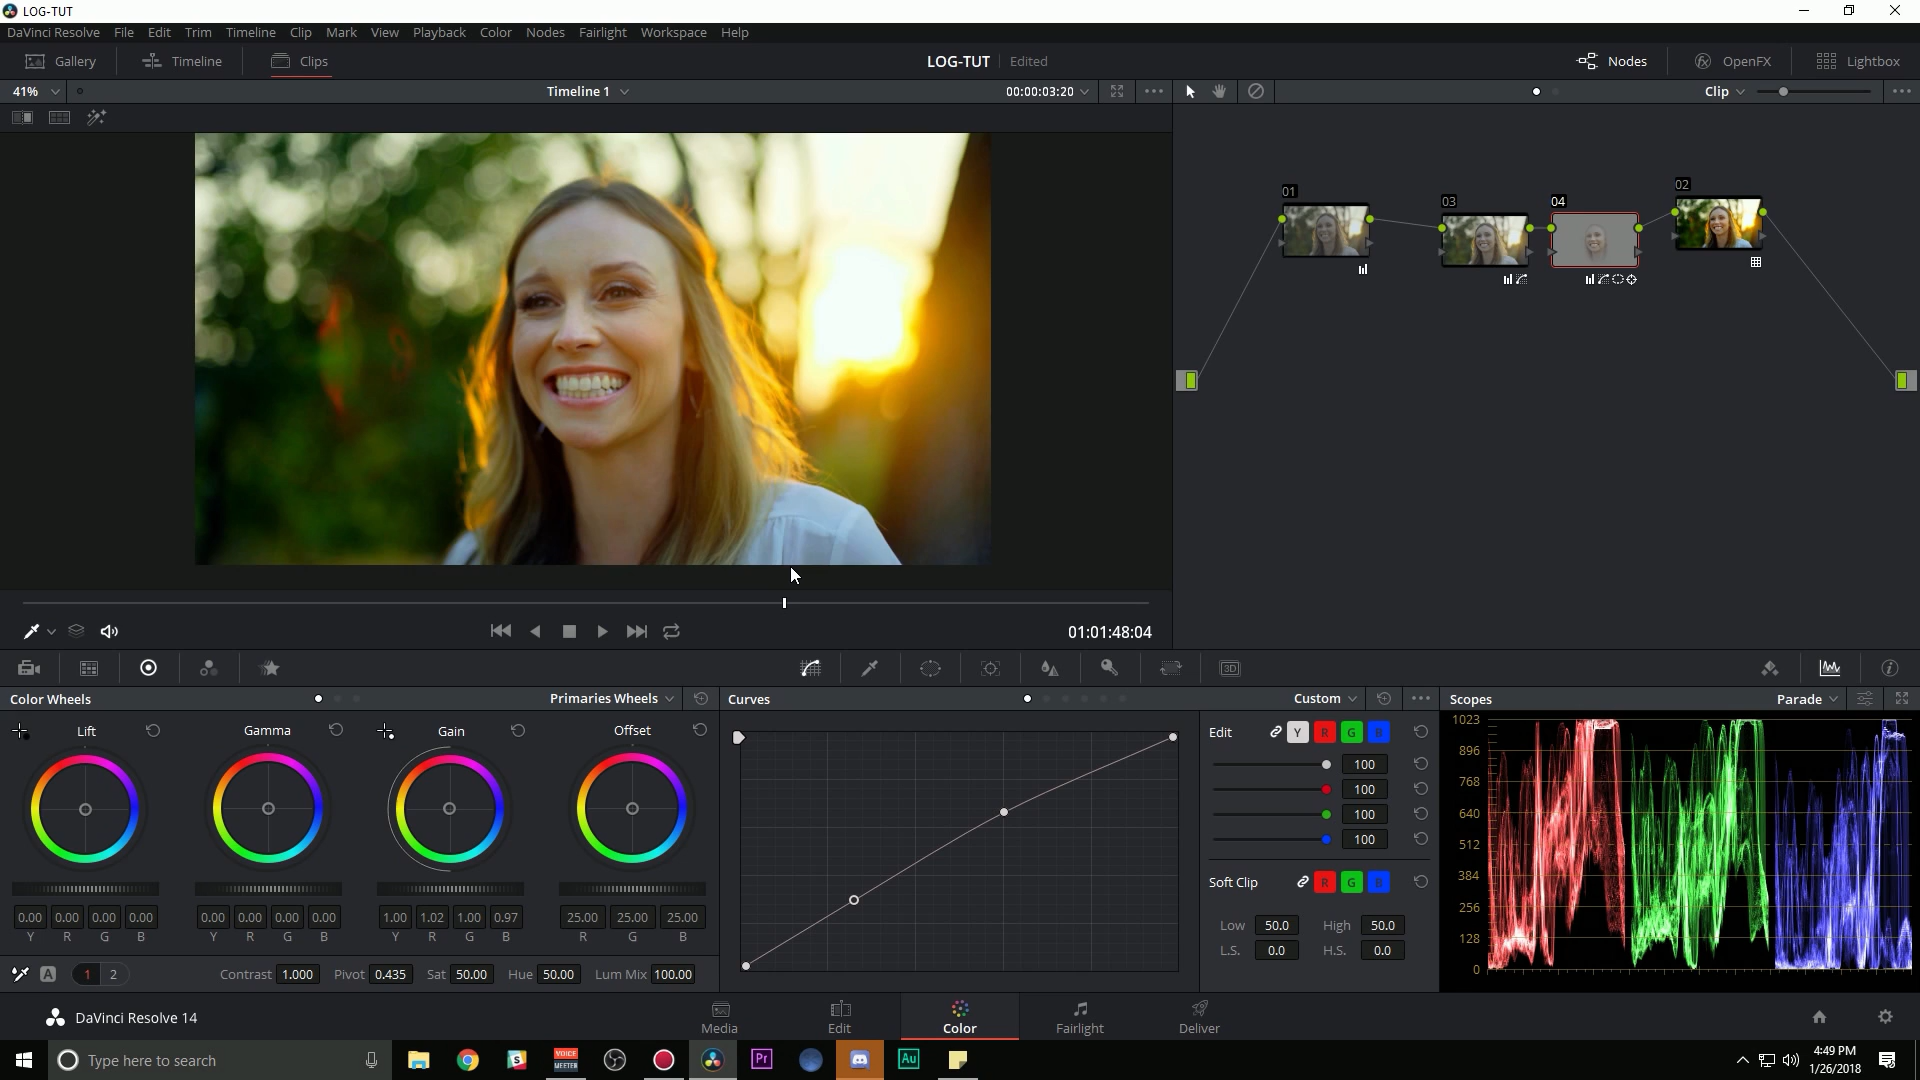 LOG-TUT
DaVinci Resolve File Edit Trim Timeline Clip Mark View Playback Color Nodes Fairlight Workspace Help
Gallery Timeline Clips LOG-TUT Edited Nodes OpenFX Lightbox
41% Timeline 1 00:00:03:20 Clip
01 03 04 02
01:01:48:04
3D
Color Wheels Primaries Wheels Curves Custom Scopes Parade
Lift Gamma Gain Offset
Edit Y R G B
100
100
100
100
Soft Clip R G B
Low 50.0 High 50.0
L.S. 0.0 H.S. 0.0
1023
896
768
640
512
384
256
128
0
0.00 0.00 0.00 0.00 0.00 0.00 0.00 0.00 1.00 1.02 1.00 0.97 25.00 25.00 25.00
Y R G B Y R G B Y R G B R G B
A 1 2 Contrast 1.000 Pivot 0.435 Sat 50.00 Hue 50.00 Lum Mix 100.00
DaVinci Resolve 14 Media Edit Color Fairlight Deliver
Type here to search VOICE MEETER Pr Au 4:49 PM
1/26/2018